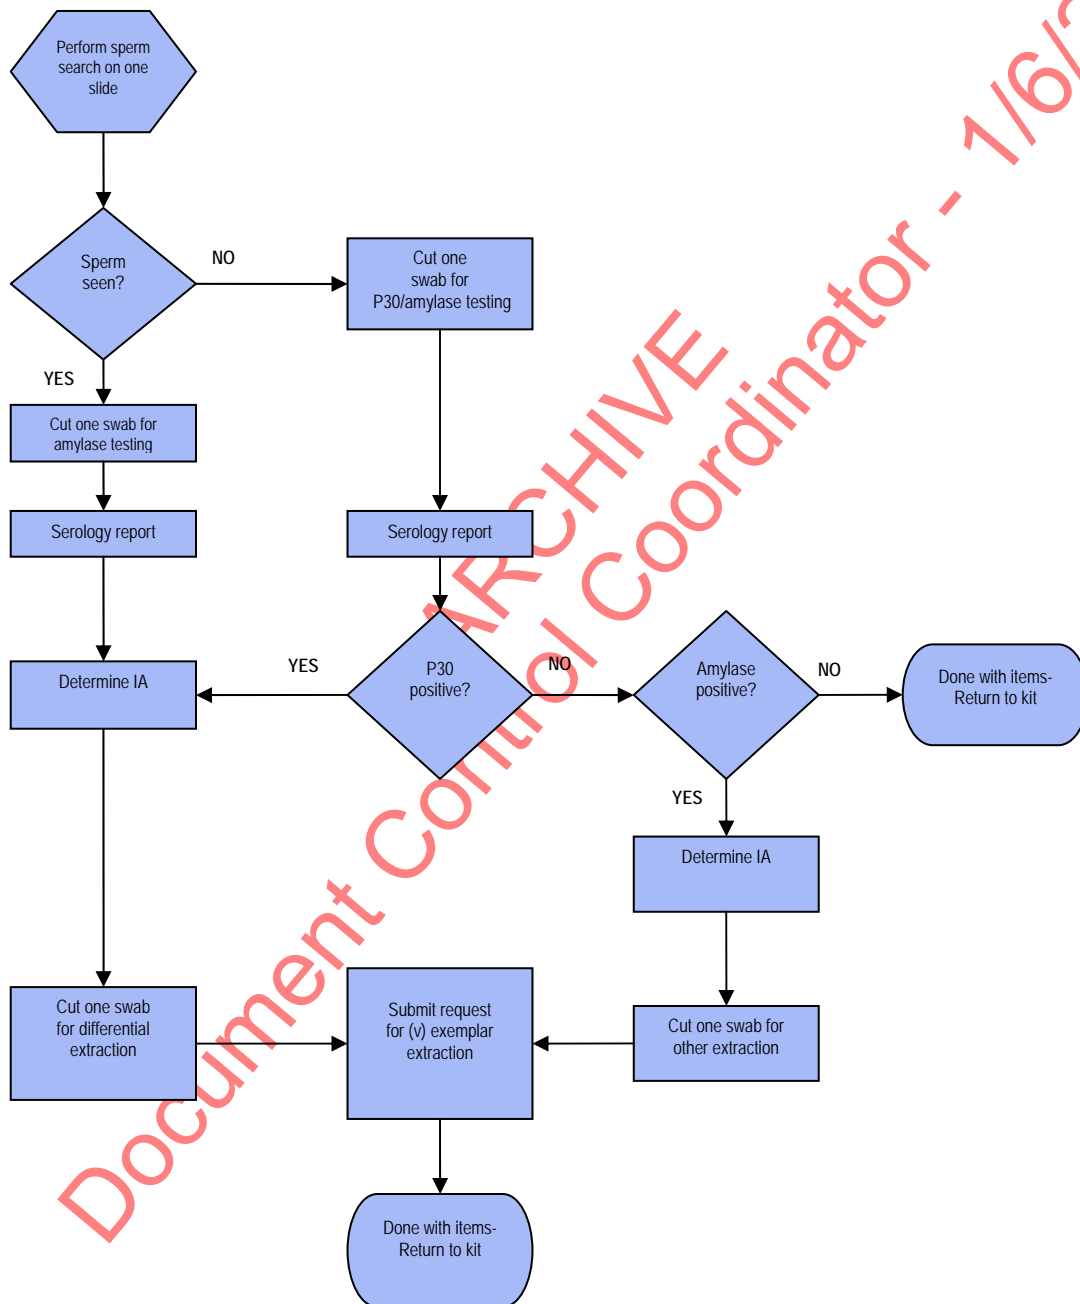 Perform sperm
search on one
slide
Sperm
seen?
NO
Cut one
swab for
P30/amylase testing
YES
Cut one swab for
amylase testing
Serology report
Serology report
Determine IA
YES
P30
positive?
NO
Amylase
positive?
NO
Done with items-
Return to kit
YES
Determine IA
Cut one swab
for differential
extraction
Submit request
for (v) exemplar
extraction
Cut one swab for
other extraction
Done with items-
Return to kit
ARCHIVE
Document Control Coordinator - 1/6/